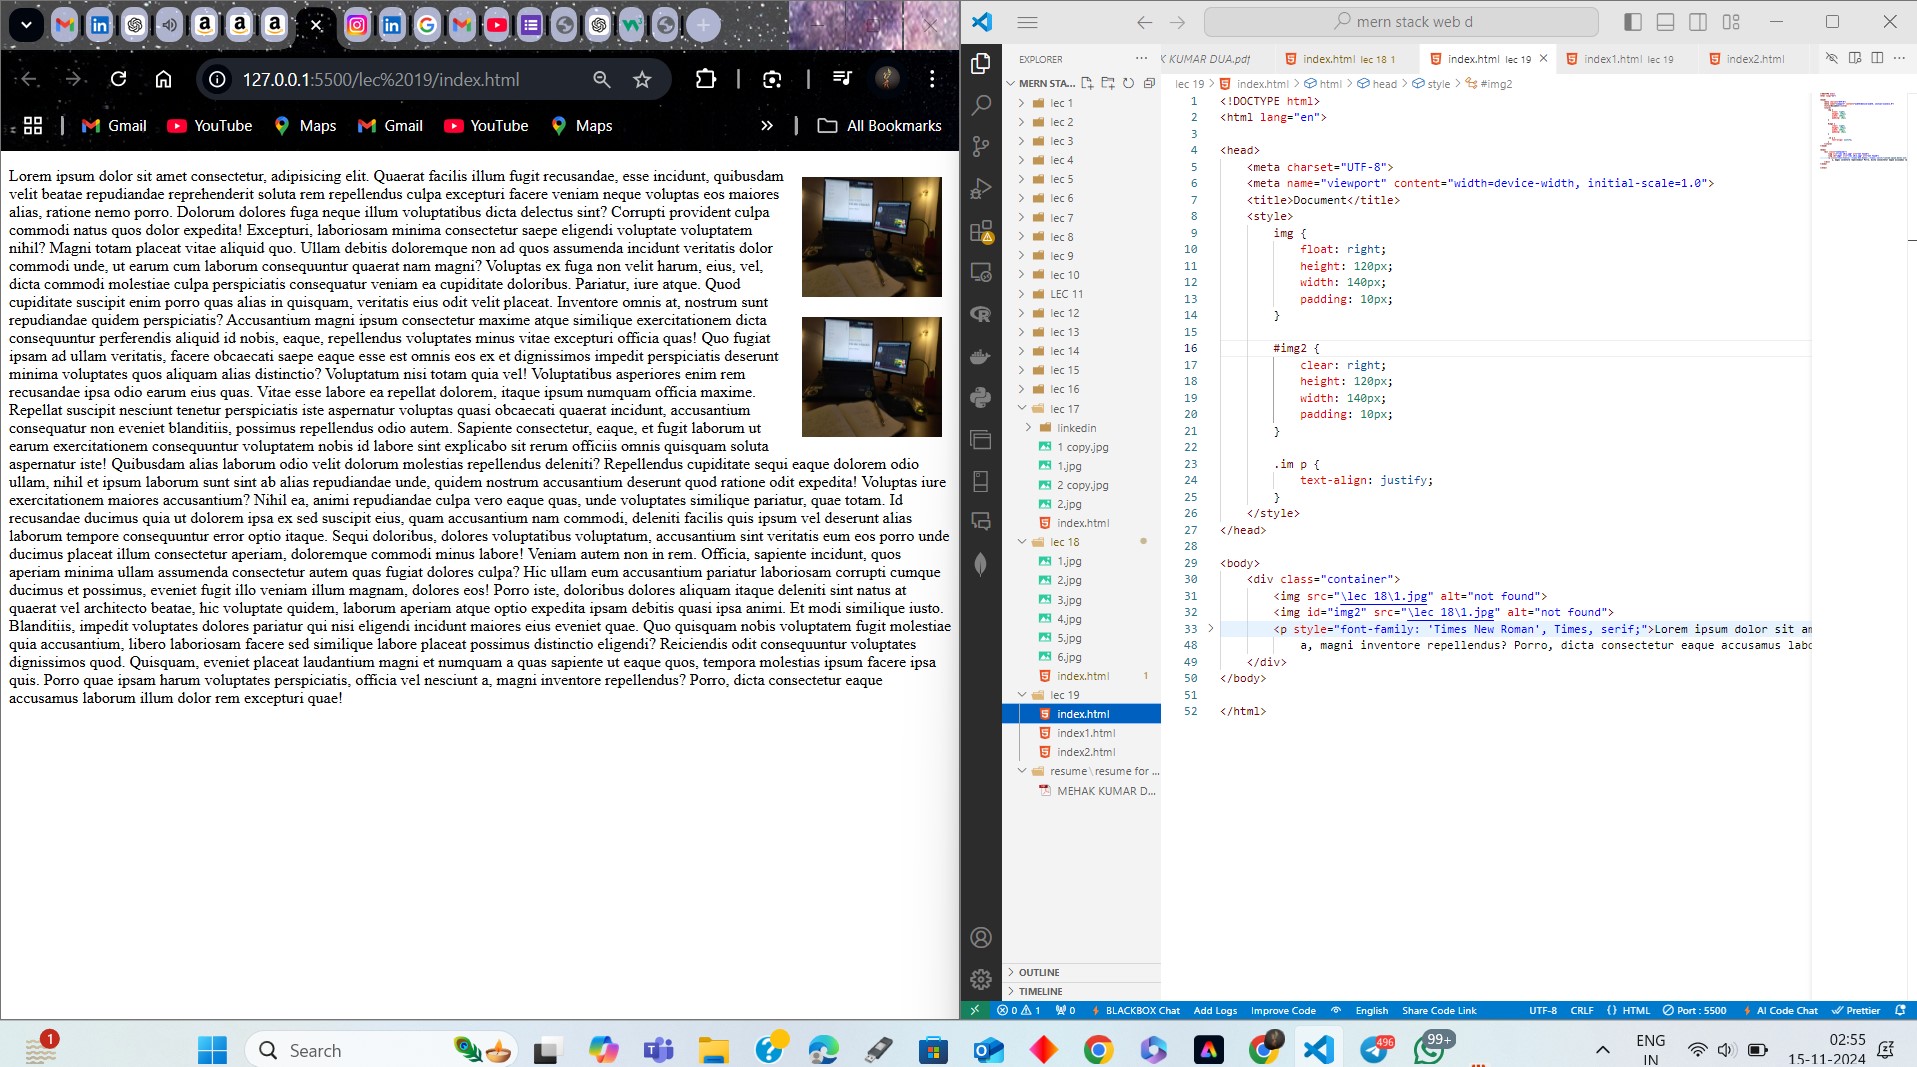 127.0.0.1:5500/lec%2019/index.html
Gmail YouTube Maps Gmail YouTube Maps » All Bookmarks
Lorem ipsum dolor sit amet consectetur, adipisicing elit. Quaerat facilis illum fugit recusandae, esse incidunt, quibusdam
velit beatae repudiandae reprehenderit soluta rem repellendus culpa excepturi facere veniam neque voluptas eos maiores
alias, ratione nemo porro. Dolorum dolores fuga neque illum voluptatibus dicta delectus sint? Corrupti provident culpa
commodi natus quos dolor expedita! Excepturi, laboriosam minima consectetur saepe eligendi voluptate voluptatem
nihil? Magni totam placeat vitae aliquid quo. Ullam debitis doloremque non ad quos assumenda incidunt veritatis dolor
commodi unde, ut earum cum laborum consequuntur quaerat nam magni? Voluptas ex fuga non velit harum, eius, vel,
dicta commodi molestiae culpa perspiciatis consequatur veniam ea cupiditate doloribus. Pariatur, iure atque. Quod
cupiditate suscipit enim porro quas alias in quisquam, veritatis eius odit velit placeat. Inventore omnis at, nostrum sunt
repudiandae quidem perspiciatis? Accusantium magni ipsum consectetur maxime atque similique exercitationem dicta
consequuntur perferendis aliquid id nobis, eaque, repellendus voluptates minus vitae excepturi officia quas! Quo fugiat
ipsam ad ullam veritatis, facere obcaecati saepe eaque esse est omnis eos ex et dignissimos impedit perspiciatis deserunt
minima voluptates quos aliquam alias distinctio? Voluptatum nisi totam quia vel! Voluptatibus asperiores enim rem
recusandae ipsa odio earum eius quas. Vitae esse labore ea repellat dolorem, itaque ipsum numquam officia maxime.
Repellat suscipit nesciunt tenetur perspiciatis iste aspernatur voluptas quasi obcaecati quaerat incidunt, accusantium
consequatur non eveniet blanditiis, possimus repellendus odio autem. Sapiente consectetur, eaque, et fugit laborum ut
earum exercitationem consequuntur voluptatem nobis id labore sint explicabo sit rerum officiis omnis quisquam soluta
aspernatur iste! Quibusdam alias laborum odio velit dolorum molestias repellendus deleniti? Repellendus cupiditate sequi eaque dolorem odio
ullam, nihil et ipsum laborum sunt sint ab alias repudiandae unde, quidem nostrum accusantium deserunt quod ratione odit expedita! Voluptas iure
exercitationem maiores accusantium? Nihil ea, animi repudiandae culpa vero eaque quas, unde voluptates similique pariatur, quae totam. Id
recusandae ducimus quia ut dolorem ipsa ex sed suscipit eius, quam accusantium nam commodi, deleniti facilis quis ipsum vel deserunt alias
laborum tempore consequuntur error optio itaque. Sequi doloribus, dolores voluptatibus voluptatum, accusantium sint veritatis eum eos porro unde
ducimus placeat illum consectetur aperiam, doloremque commodi minus labore! Veniam autem non in rem. Officia, sapiente incidunt, quos
aperiam minima ullam assumenda consectetur autem quas fugiat dolores culpa? Hic ullam eum accusantium pariatur laboriosam corrupti cumque
ducimus et possimus, eveniet fugit illo veniam illum magnam, dolores eos! Porro iste, doloribus dolores aliquam itaque deleniti sint natus at
quaerat vel architecto beatae, hic voluptate quidem, laborum aperiam atque optio expedita ipsam debitis quasi ipsa animi. Et modi similique iusto.
Blanditiis, impedit voluptates dolores pariatur qui nisi eligendi incidunt maiores eius eveniet quae. Quo quisquam nobis voluptatem fugit molestiae
quia accusantium, libero laboriosam facere sed similique labore placeat possimus distinctio eligendi? Reiciendis odit consequuntur voluptates
dignissimos quod. Quisquam, eveniet placeat laudantium magni et numquam a quas sapiente ut eaque quos, tempora molestias ipsum facere ipsa
quis. Porro quae ipsam harum voluptates perspiciatis, officia vel nesciunt a, magni inventore repellendus? Porro, dicta consectetur eaque
accusamus laborum illum dolor rem excepturi quae!
mern stack web d
EXPLORER
MERN STA...
lec 1
lec 2
lec 3
lec 4
lec 5
lec 6
lec 7
lec 8
lec 9
lec 10
LEC 11
lec 12
lec 13
lec 14
lec 15
lec 16
lec 17
linkedin
1 copy.jpg
1.jpg
2 copy.jpg
2.jpg
index.html
lec 18
1.jpg
2.jpg
3.jpg
4.jpg
5.jpg
6.jpg
index.html 1
lec 19
index.html
index1.html
index2.html
resume\resume for ...
MEHAK KUMAR D...
OUTLINE
TIMELINE
KUMAR DUA.pdf index.html lec 18 1 index.html lec 19 index1.html lec 19 index2.html
lec 19 > index.html > html > head > style > #img2
1 <!DOCTYPE html>
2 <html lang="en">
3
4 <head>
5 <meta charset="UTF-8">
6 <meta name="viewport" content="width=device-width, initial-scale=1.0">
7 <title>Document</title>
8 <style>
9 img {
10 float: right;
11 height: 120px;
12 width: 140px;
13 padding: 10px;
14 }
15
16 #img2 {
17 clear: right;
18 height: 120px;
19 width: 140px;
20 padding: 10px;
21 }
22
23 .im p {
24 text-align: justify;
25 }
26 </style>
27 </head>
28
29 <body>
30 <div class="container">
31 <img src="\lec 18\1.jpg" alt="not found">
32 <img id="img2" src="\lec 18\1.jpg" alt="not found">
33 <p style="font-family: 'Times New Roman', Times, serif;">Lorem ipsum dolor sit am
48 a, magni inventore repellendus? Porro, dicta consectetur eaque accusamus labo
49 </div>
50 </body>
51
52 </html>
0 1 0 BLACKBOX Chat Add Logs Improve Code English Share Code Link UTF-8 CRLF {} HTML Port : 5500 AI Code Chat Prettier
1 Search 496 99+ ENG IN 02:55 15-11-2024